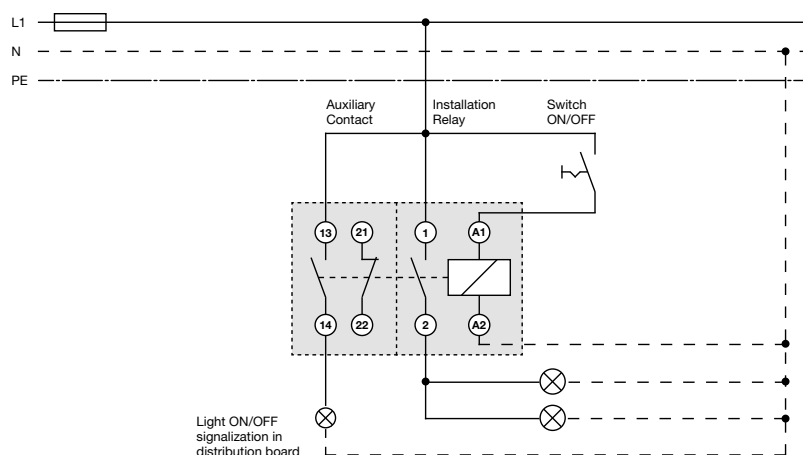 L1
N
PE
Auxiliary
Contact
Installation
Relay
Switch
ON/OFF
13
21
1
A1
14
22
2
A2
Light ON/OFF
signalization in
distribution board